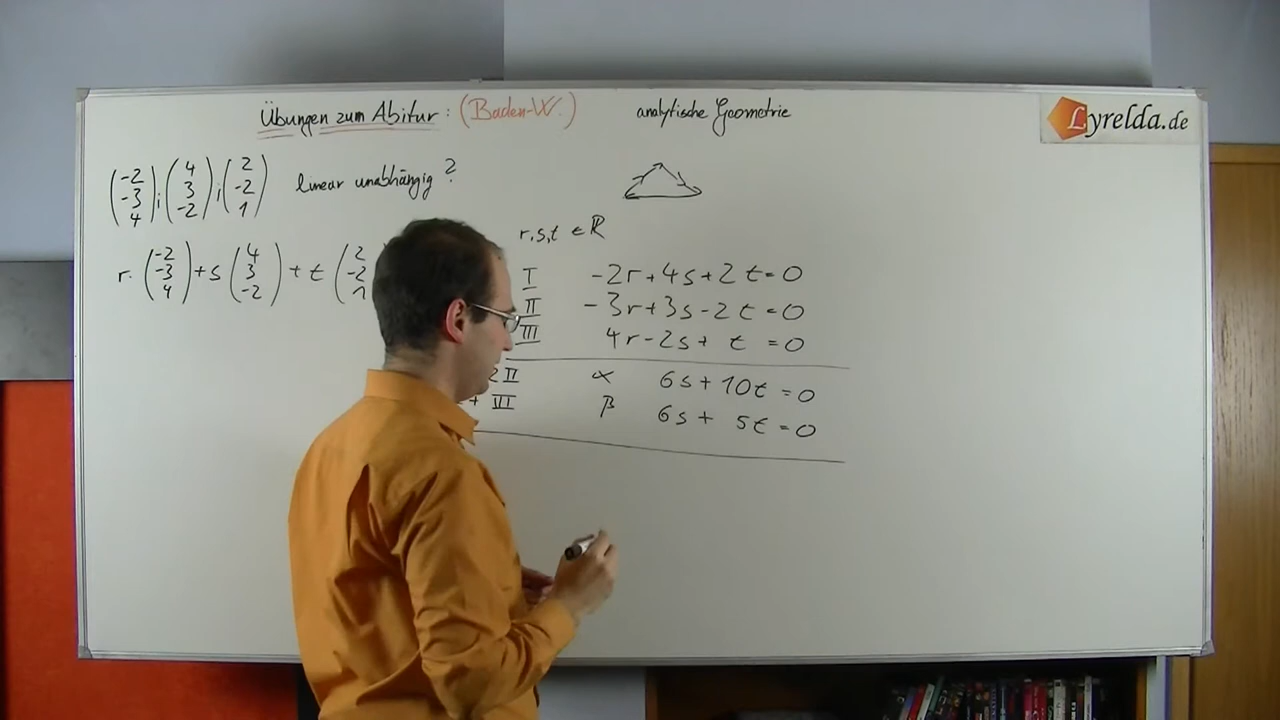 Übungen zum Abitur: (Baden-W.) analytische Geometrie
Lyrelda.de
(-2 -3 4); (4 3 -2); (2 -2 1) linear unabhängig?
r·(-2 -3 4) + s(4 3 -2) + t(2 -2 1
r,s,t ∈ ℝ
I -2r+4s+2t=0
II -3r+3s-2t=0
III 4r-2s+t=0
2II α 6s+10t=0
+ III β 6s+5t=0